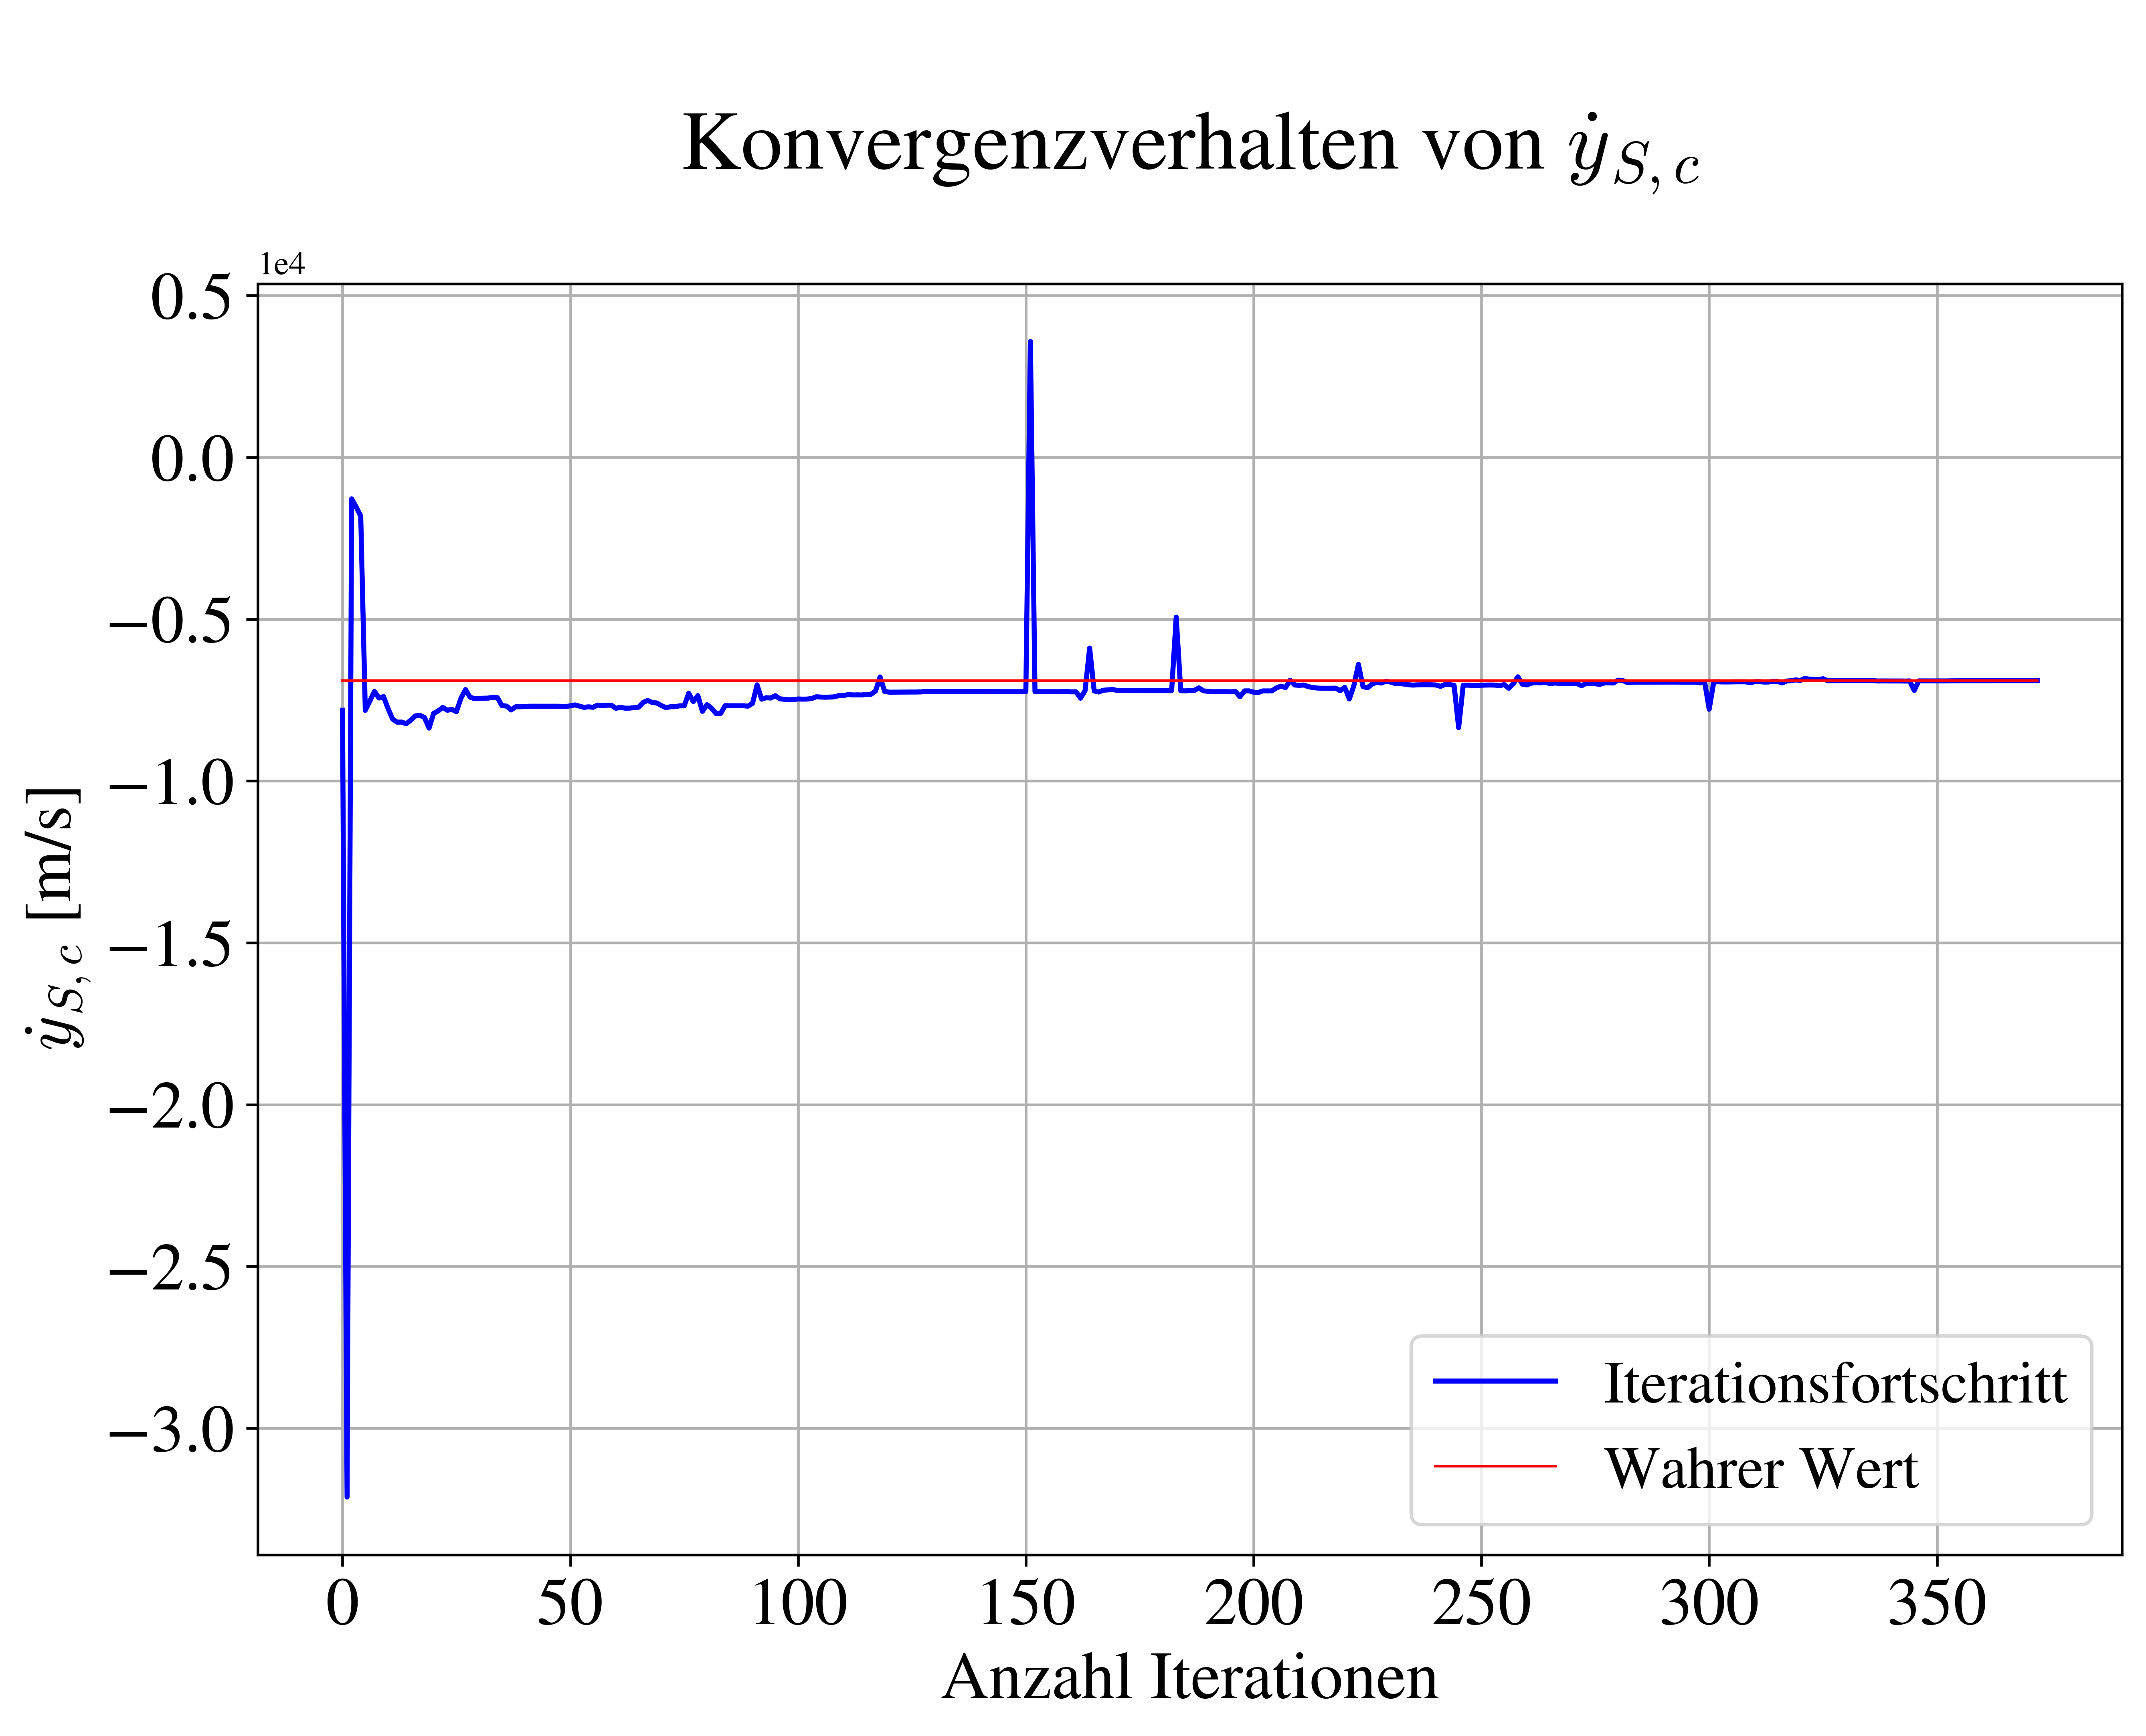 Konvergenzverhalten von ẏS, c
1e4
0.5
0.0
−0.5
−1.0
−1.5
−2.0
−2.5
−3.0
ẏS, c [m/s]
0 50 100 150 200 250 300 350
Anzahl Iterationen
Iterationsfortschritt
Wahrer Wert